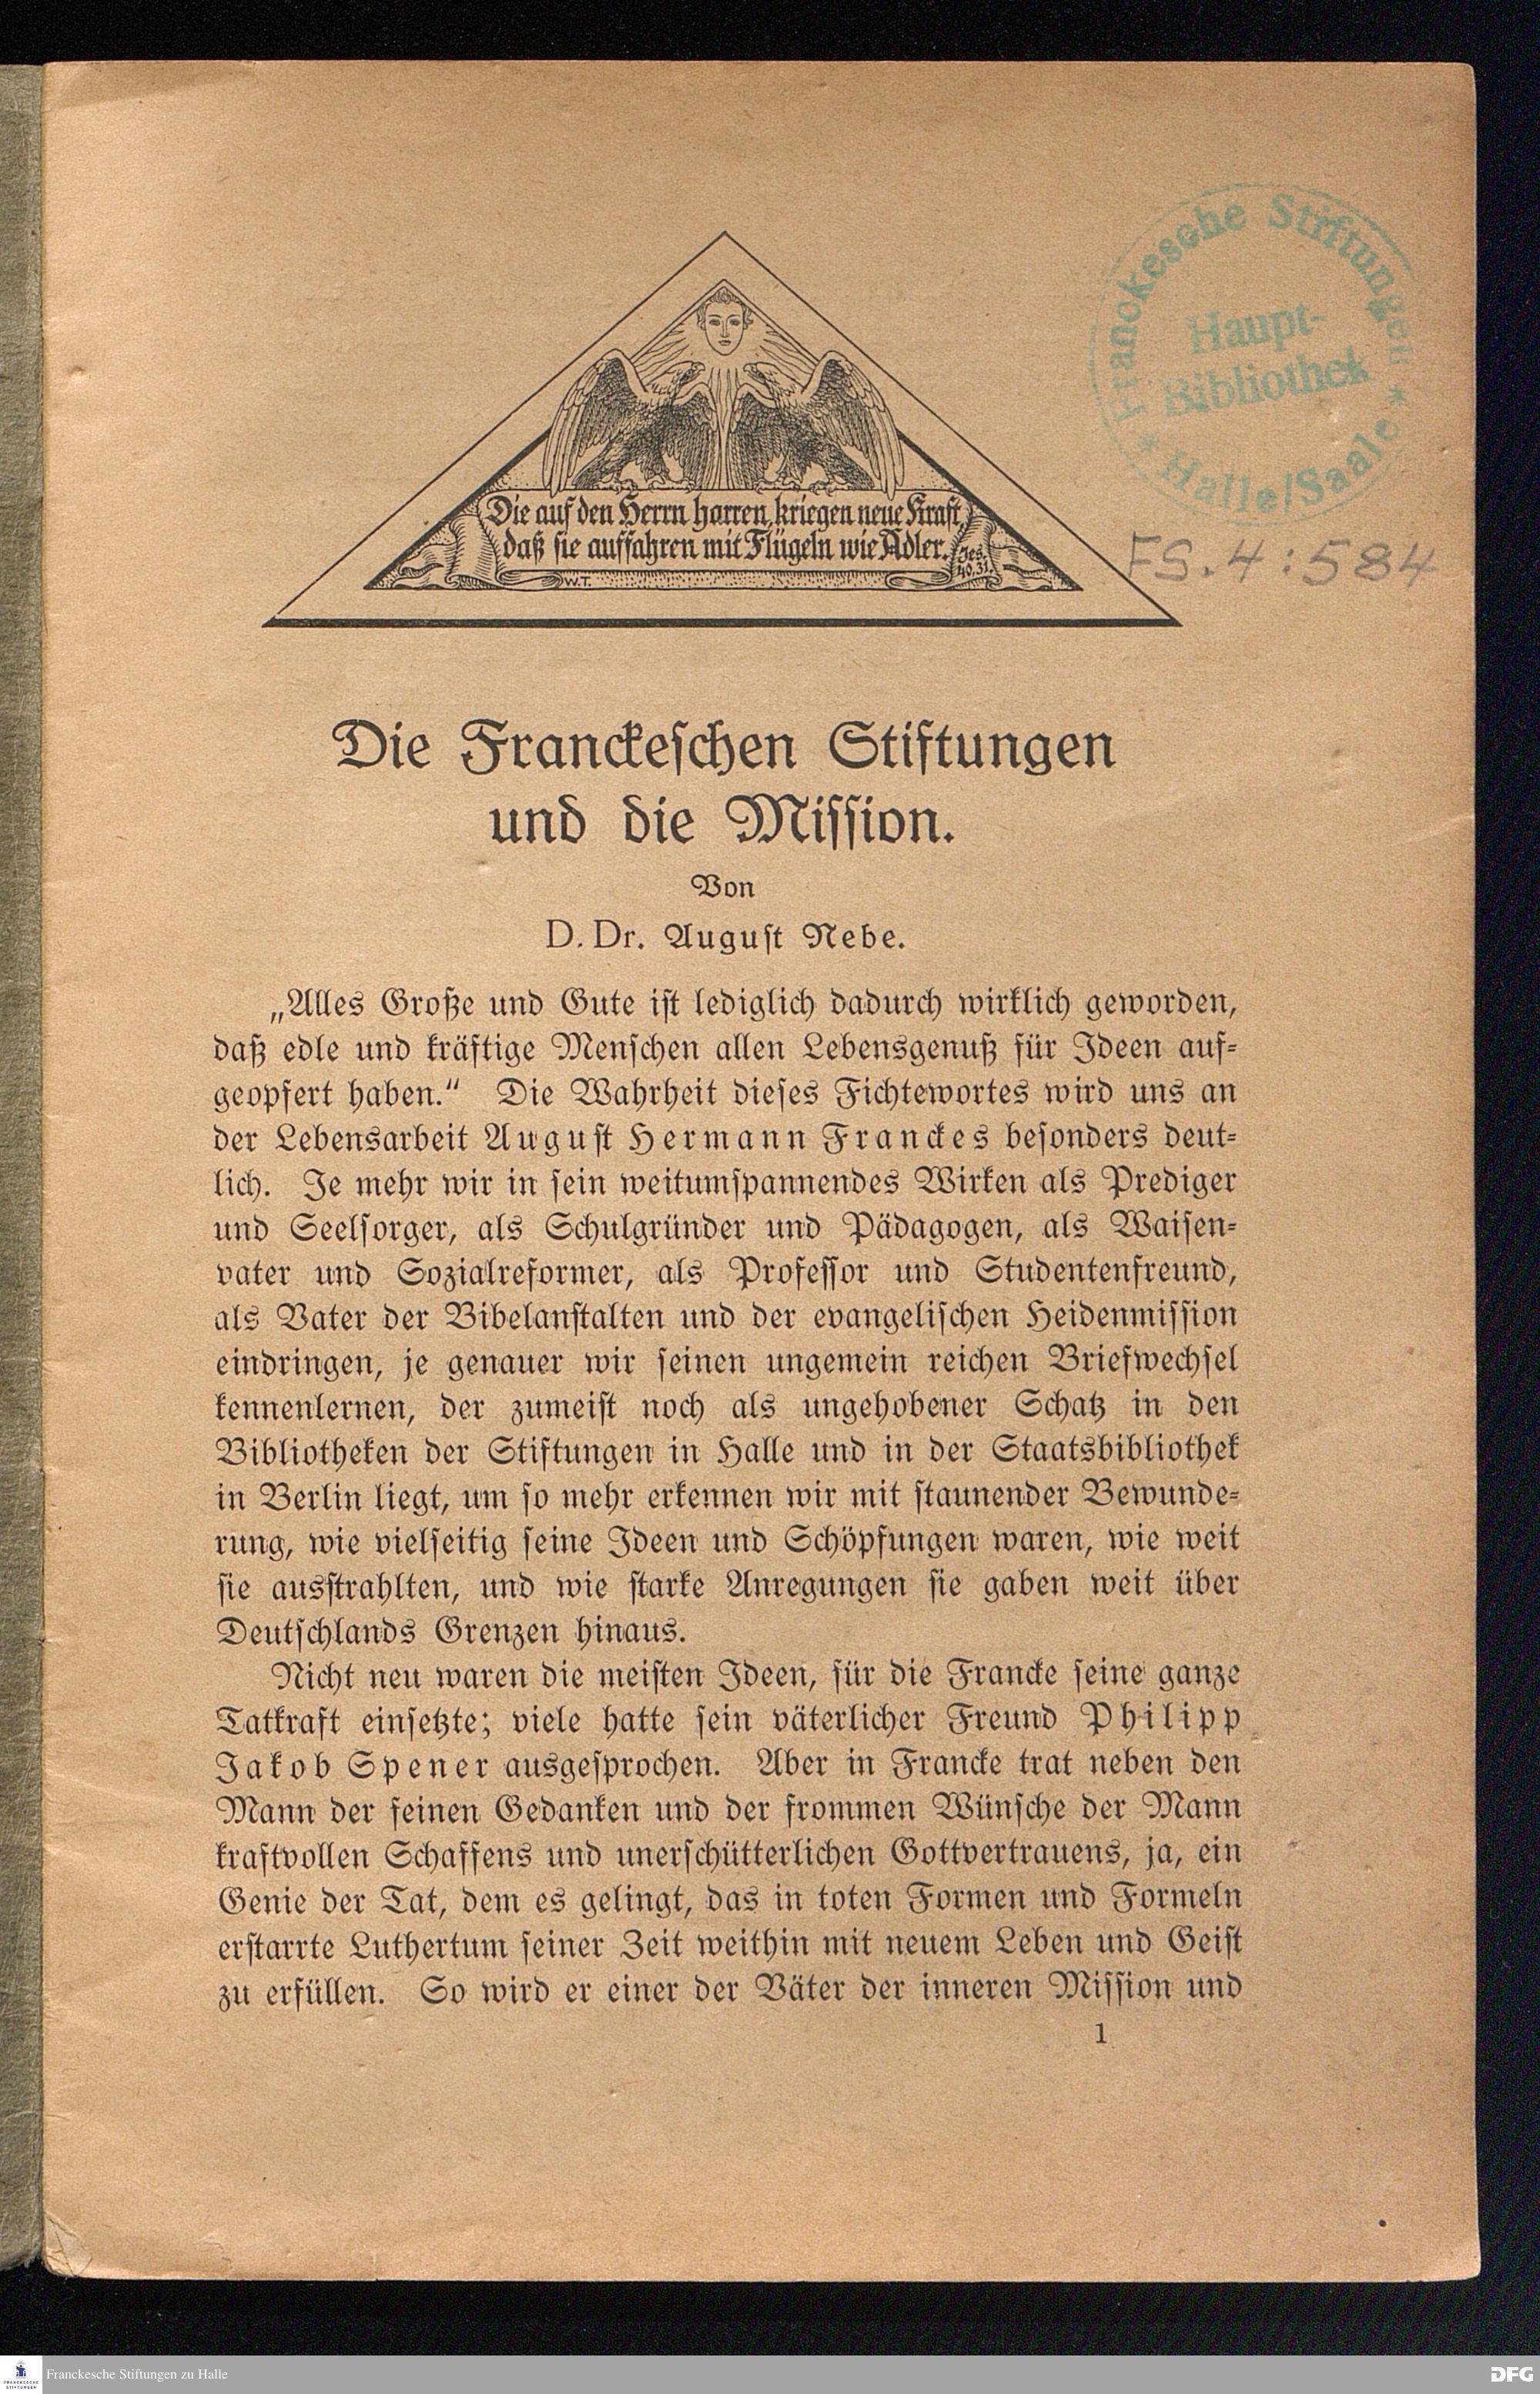 Franckesche Stiftungen
Haupt-
Bibliothek
* Halle/Saale *
Die auf den Herrn harren, kriegen neue Kraft,
daß sie auffahren mit Flügeln wie Adler.
Jes.
40,31.
W.T.
FS.4:584
Die Franckeschen Stiftungen
und die Mission.
Von
D. Dr. August Nebe.
„Alles Große und Gute ist lediglich dadurch wirklich geworden,
daß edle und kräftige Menschen allen Lebensgenuß für Ideen auf-
geopfert haben.“ Die Wahrheit dieses Fichtewortes wird uns an
der Lebensarbeit August Hermann Franckes besonders deut-
lich. Je mehr wir in sein weitumspannendes Wirken als Prediger
und Seelsorger, als Schulgründer und Pädagogen, als Waisen-
vater und Sozialreformer, als Professor und Studentenfreund,
als Vater der Bibelanstalten und der evangelischen Heidenmission
eindringen, je genauer wir seinen ungemein reichen Briefwechsel
kennenlernen, der zumeist noch als ungehobener Schatz in den
Bibliotheken der Stiftungen in Halle und in der Staatsbibliothek
in Berlin liegt, um so mehr erkennen wir mit staunender Bewunde-
rung, wie vielseitig seine Ideen und Schöpfungen waren, wie weit
sie ausstrahlten, und wie starke Anregungen sie gaben weit über
Deutschlands Grenzen hinaus.
Nicht neu waren die meisten Ideen, für die Francke seine ganze
Tatkraft einsetzte; viele hatte sein väterlicher Freund Philipp
Jakob Spener ausgesprochen. Aber in Francke trat neben den
Mann der feinen Gedanken und der frommen Wünsche der Mann
kraftvollen Schaffens und unerschütterlichen Gottvertrauens, ja, ein
Genie der Tat, dem es gelingt, das in toten Formen und Formeln
erstarrte Luthertum seiner Zeit weithin mit neuem Leben und Geist
zu erfüllen. So wird er einer der Väter der inneren Mission und
1
FRANCKESCHE
STIFTUNGEN
Franckesche Stiftungen zu Halle
DFG